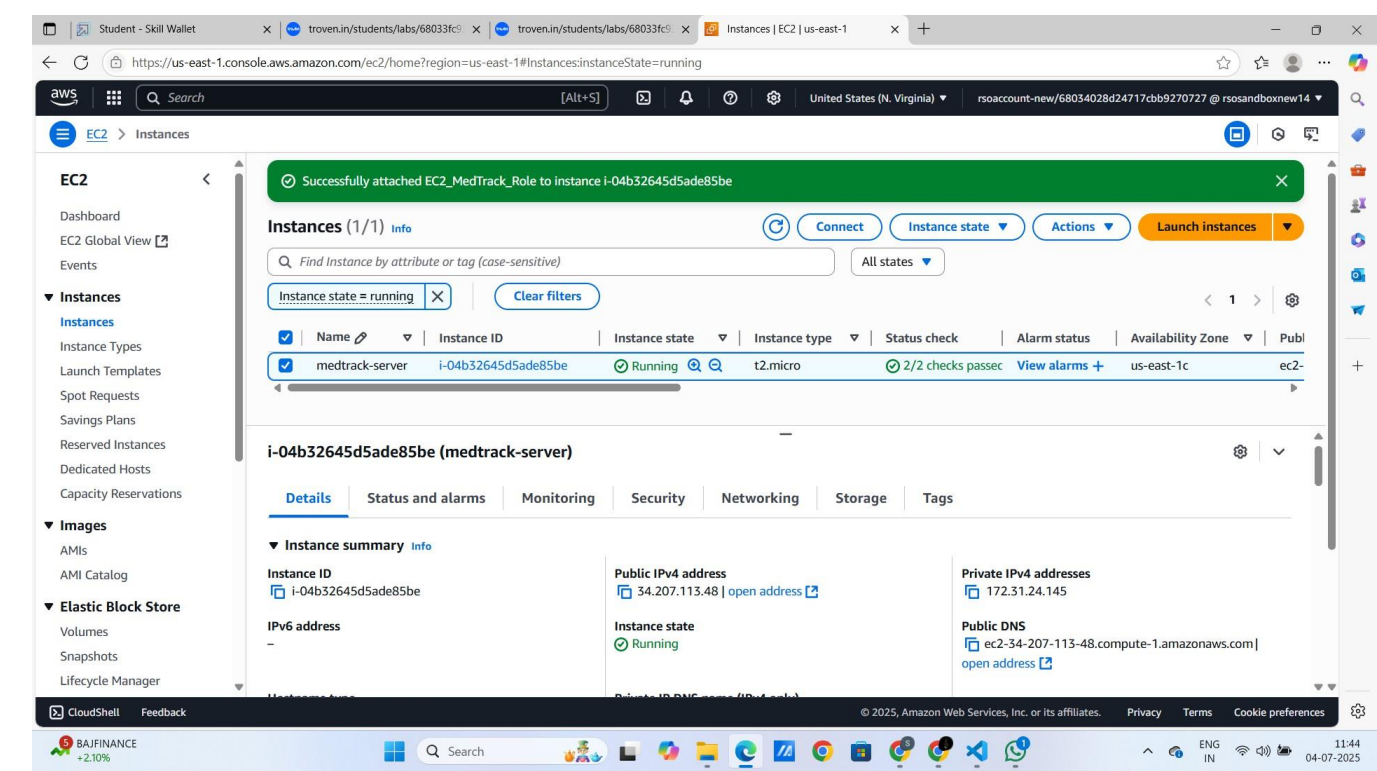 Student - Skill Wallet
troven.in/students/labs/68033fc9
troven.in/students/labs/68033fc9
Instances | EC2 | us-east-1
https://us-east-1.console.aws.amazon.com/ec2/home?region=us-east-1#Instances:instanceState=running
aws
Search
[Alt+S]
United States (N. Virginia)
rsoaccount-new/68034028d24717cbb9270727 @ rsosandboxnew14
EC2 > Instances
EC2
Dashboard
EC2 Global View
Events
Instances
Instances
Instance Types
Launch Templates
Spot Requests
Savings Plans
Reserved Instances
Dedicated Hosts
Capacity Reservations
Images
AMIs
AMI Catalog
Elastic Block Store
Volumes
Snapshots
Lifecycle Manager
Successfully attached EC2_MedTrack_Role to instance i-04b32645d5ade85be
Instances (1/1) Info
Connect
Instance state
Actions
Launch instances
Find Instance by attribute or tag (case-sensitive)
All states
Instance state = running
Clear filters
1
Name Instance ID Instance state Instance type Status check Alarm status Availability Zone Publ
medtrack-server i-04b32645d5ade85be Running t2.micro 2/2 checks passec View alarms + us-east-1c ec2-
i-04b32645d5ade85be (medtrack-server)
Details Status and alarms Monitoring Security Networking Storage Tags
Instance summary Info
Instance ID
i-04b32645d5ade85be
Public IPv4 address
34.207.113.48 | open address
Private IPv4 addresses
172.31.24.145
IPv6 address
–
Instance state
Running
Public DNS
ec2-34-207-113-48.compute-1.amazonaws.com |
open address
Hostname type
Private IP DNS name (IPv4 only)
CloudShell Feedback
© 2025, Amazon Web Services, Inc. or its affiliates. Privacy Terms Cookie preferences
5
BAJFINANCE
+2.10%
Search
ENG
IN
11:44
04-07-2025